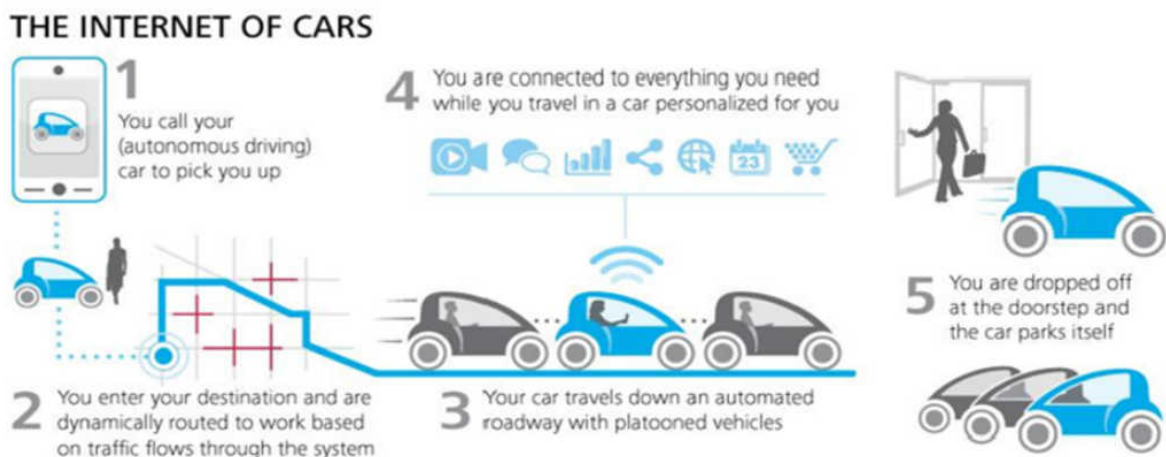 THE INTERNET OF CARS
1
You call your
(autonomous driving)
car to pick you up
2
You enter your destination and are
dynamically routed to work based
on traffic flows through the system
3
Your car travels down an automated
roadway with platooned vehicles
4
You are connected to everything you need
while you travel in a car personalized for you
23
5
You are dropped off
at the doorstep and
the car parks itself